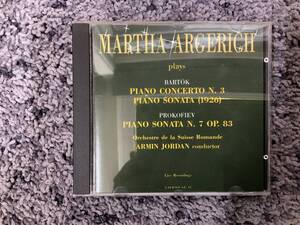 MARTHA ARGERICH
plays
BARTÓK
PIANO CONCERTO N. 3
PIANO SONATA (1926)
PROKOFIEV
PIANO SONATA N. 7 OP. 83
Orchestre de la Suisse Romande
ARMIN JORDAN conductor
Live Recordings